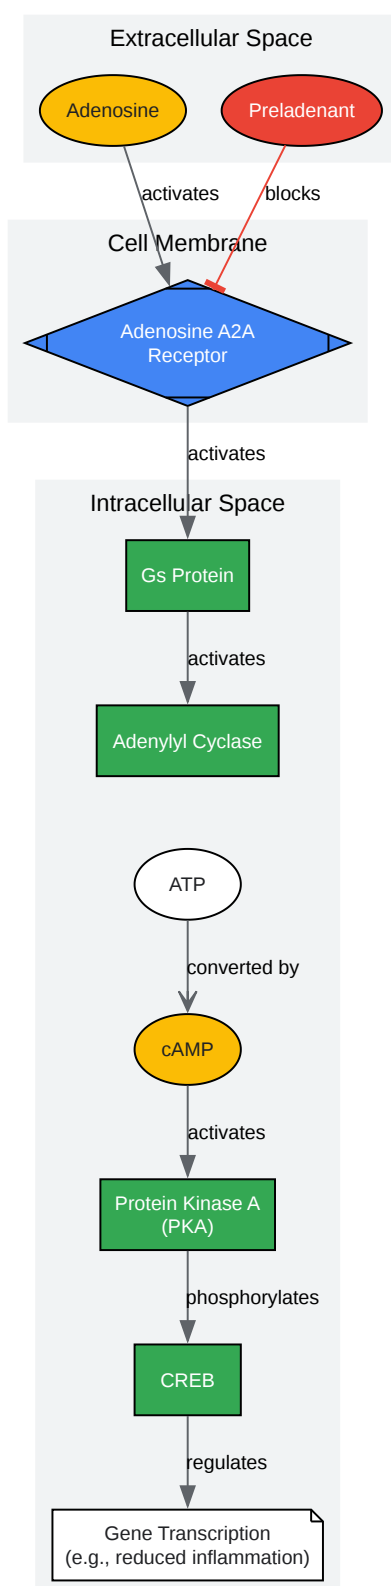 Extracellular Space
Adenosine
Preladenant
activates
blocks
Cell Membrane
Adenosine A2A
Receptor
activates
Intracellular Space
Gs Protein
activates
Adenylyl Cyclase
ATP
converted by
cAMP
activates
Protein Kinase A
(PKA)
phosphorylates
CREB
regulates
Gene Transcription
(e.g., reduced inflammation)